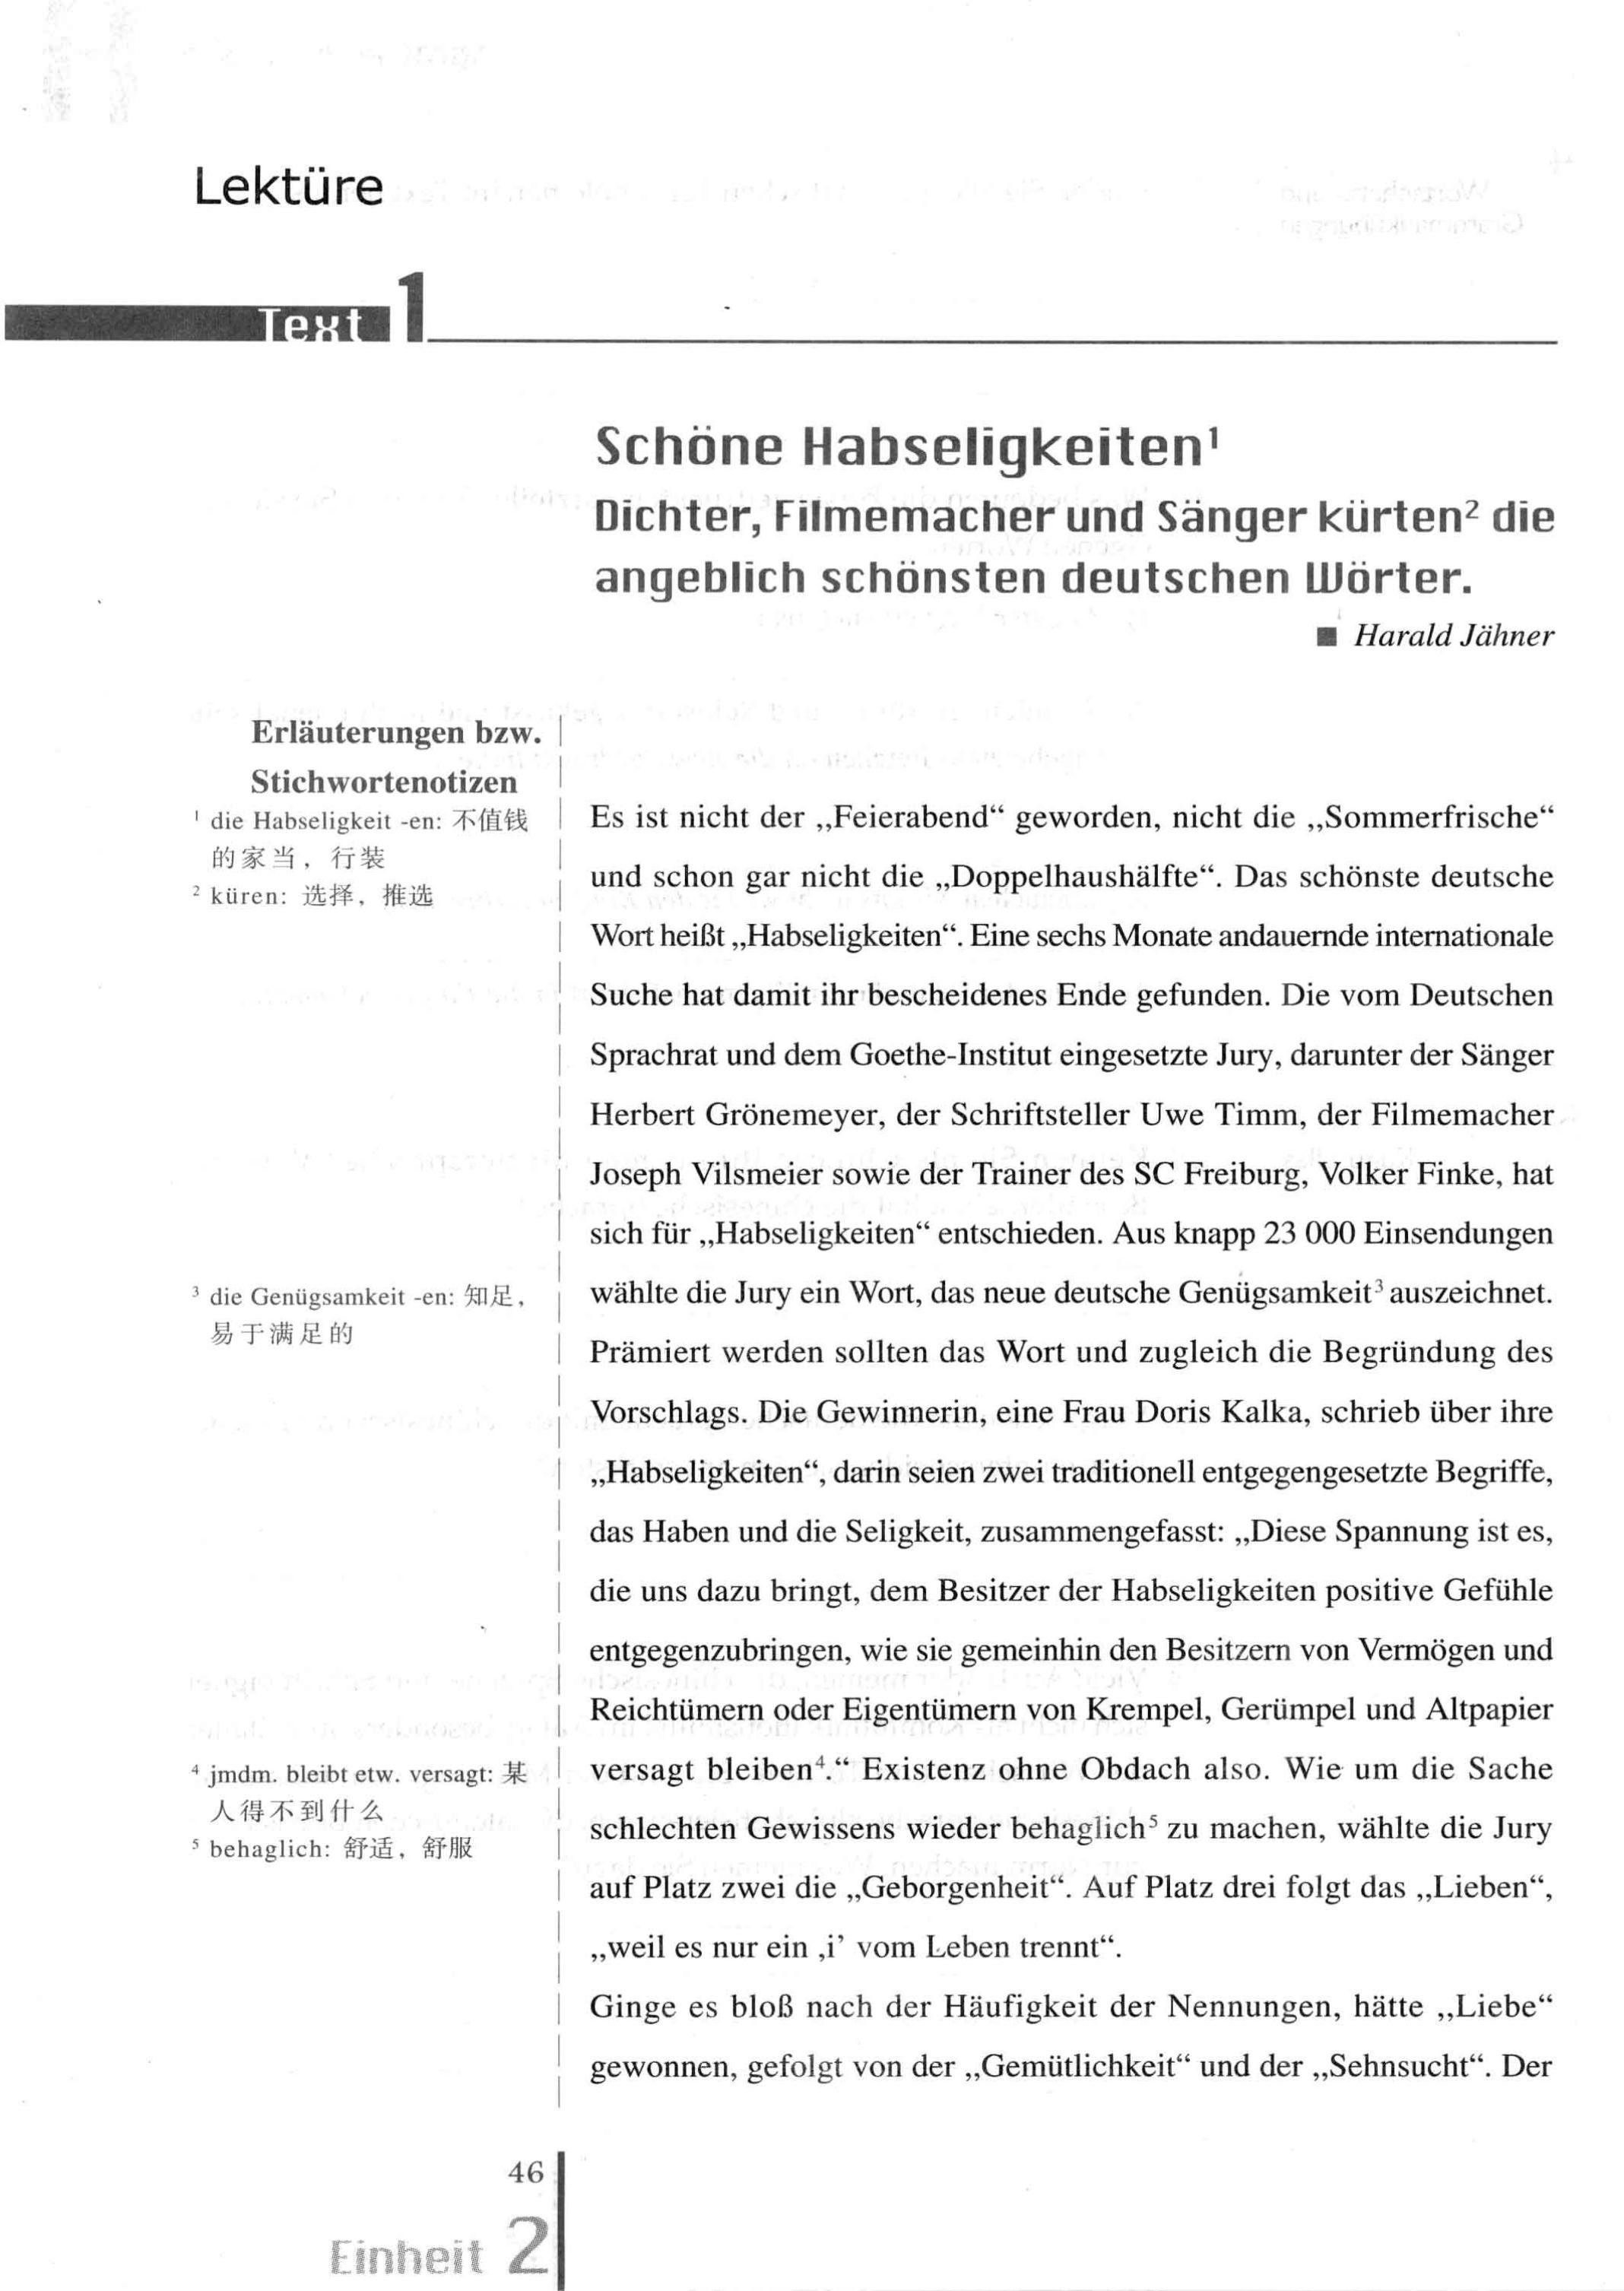 Lektüre
Text 1
Schöne Habseligkeiten¹
Dichter, Filmemacher und Sänger kürten² die
angeblich schönsten deutschen Wörter.
■ Harald Jähner
Erläuterungen bzw.
Stichwortenotizen
¹ die Habseligkeit -en: 不值钱
的家当，行装
² küren: 选择，推选
³ die Genügsamkeit -en: 知足，
易于满足的
⁴ jmdm. bleibt etw. versagt: 某
人得不到什么
⁵ behaglich: 舒适，舒服
Es ist nicht der „Feierabend“ geworden, nicht die „Sommerfrische“
und schon gar nicht die „Doppelhaushälfte“. Das schönste deutsche
Wort heißt „Habseligkeiten“. Eine sechs Monate andauernde internationale
Suche hat damit ihr bescheidenes Ende gefunden. Die vom Deutschen
Sprachrat und dem Goethe-Institut eingesetzte Jury, darunter der Sänger
Herbert Grönemeyer, der Schriftsteller Uwe Timm, der Filmemacher
Joseph Vilsmeier sowie der Trainer des SC Freiburg, Volker Finke, hat
sich für „Habseligkeiten“ entschieden. Aus knapp 23 000 Einsendungen
wählte die Jury ein Wort, das neue deutsche Genügsamkeit³ auszeichnet.
Prämiert werden sollten das Wort und zugleich die Begründung des
Vorschlags. Die Gewinnerin, eine Frau Doris Kalka, schrieb über ihre
„Habseligkeiten“, darin seien zwei traditionell entgegengesetzte Begriffe,
das Haben und die Seligkeit, zusammengefasst: „Diese Spannung ist es,
die uns dazu bringt, dem Besitzer der Habseligkeiten positive Gefühle
entgegenzubringen, wie sie gemeinhin den Besitzern von Vermögen und
Reichtümern oder Eigentümern von Krempel, Gerümpel und Altpapier
versagt bleiben⁴.“ Existenz ohne Obdach also. Wie um die Sache
schlechten Gewissens wieder behaglich⁵ zu machen, wählte die Jury
auf Platz zwei die „Geborgenheit“. Auf Platz drei folgt das „Lieben“,
„weil es nur ein ‚i’ vom Leben trennt“.
Ginge es bloß nach der Häufigkeit der Nennungen, hätte „Liebe“
gewonnen, gefolgt von der „Gemütlichkeit“ und der „Sehnsucht“. Der
46
Einheit 2